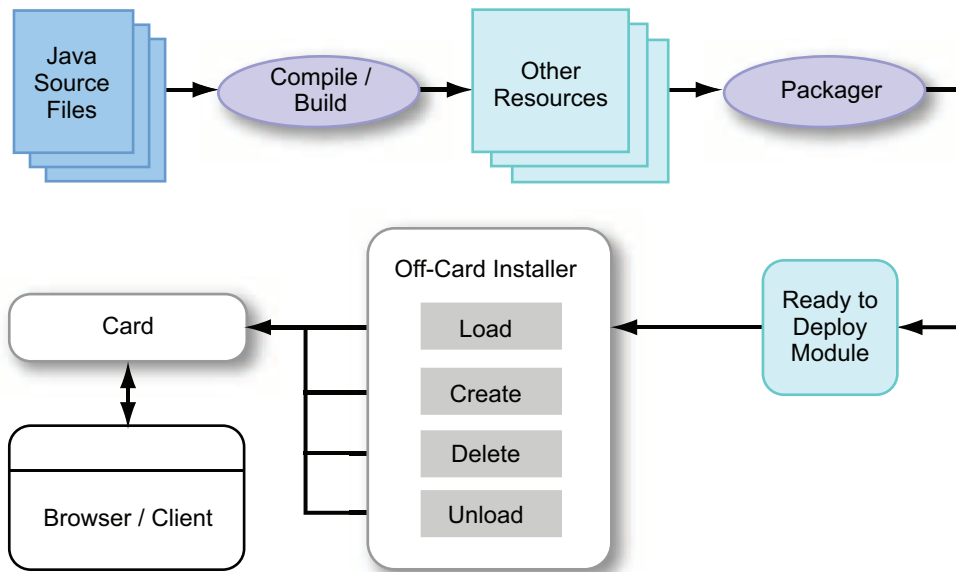 Java
Source
Files
Compile /
Build
Other
Resources
Packager
Off-Card Installer
Load
Create
Delete
Unload
Ready to
Deploy
Module
Card
Browser / Client